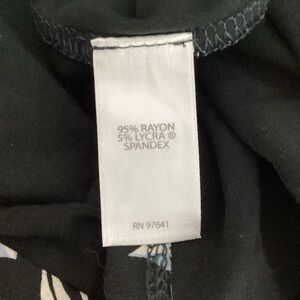 95% RAYON
5% LYCRA ®
SPANDEX
RN 97641